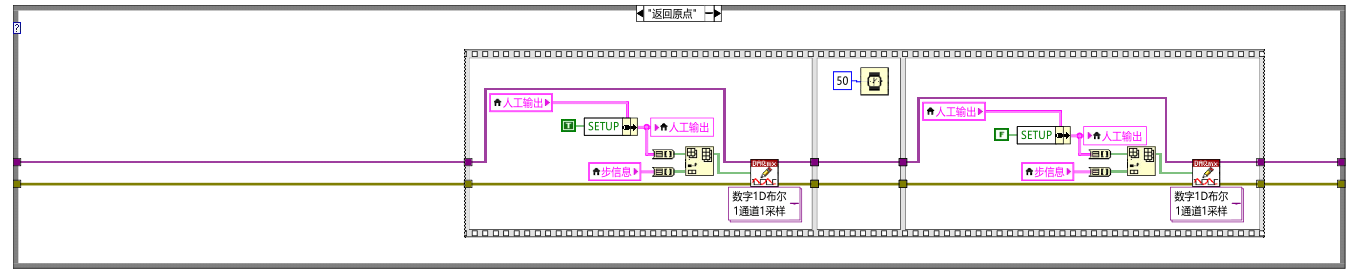 "返回原点"
?
人工输出
T
SETUP
人工输出
步信息
DAQmx
数字1D布尔
1通道1采样
50
人工输出
F
SETUP
人工输出
步信息
DAQmx
数字1D布尔
1通道1采样